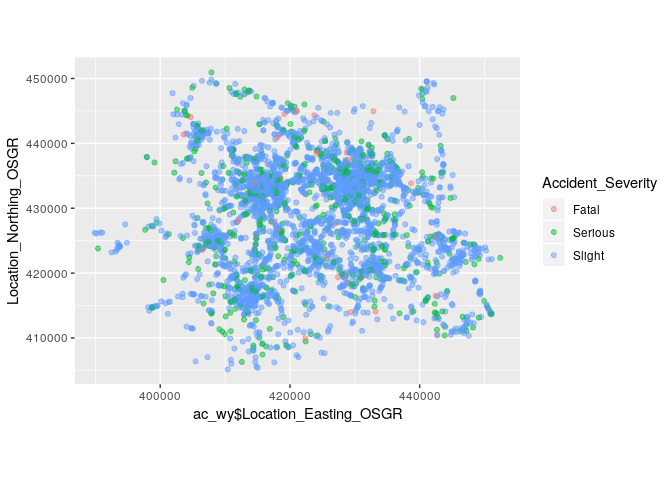 450000
440000
430000
420000
410000
Location_Northing_OSGR
400000 420000 440000
ac_wy$Location_Easting_OSGR
Accident_Severity
Fatal
Serious
Slight